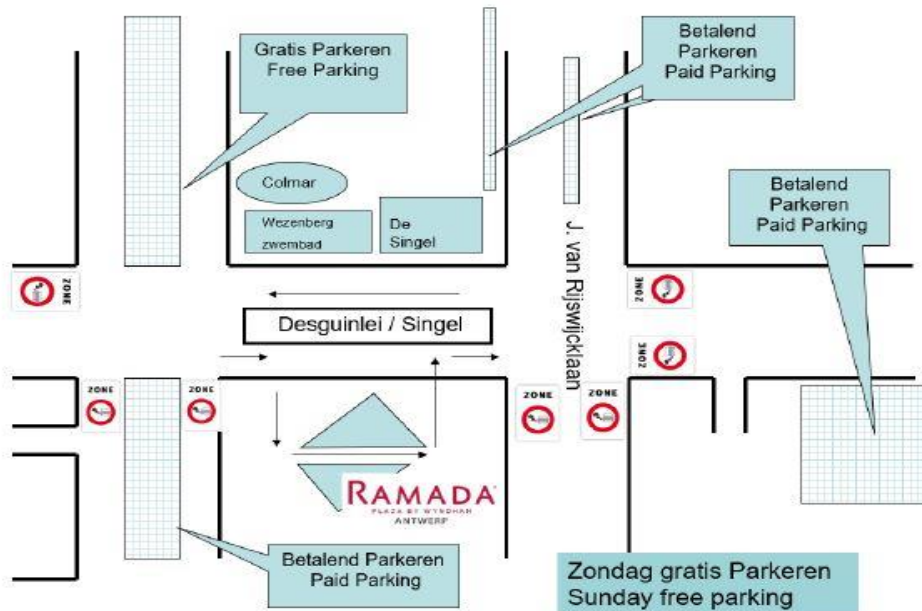 Gratis Parkeren
Free Parking
Betalend
Parkeren
Paid Parking
Betalend
Parkeren
Paid Parking
Colmar
Wezenberg
zwembad
De
Singel
J. van Rijswijcklaan
ZONE
ZONE
Desguinlei / Singel
ZONE
ZONE
ZONE
ZONE
ZONE
RAMADA
PLAZA BY WYNDHAM
ANTWERP
Betalend Parkeren
Paid Parking
Zondag gratis Parkeren
Sunday free parking